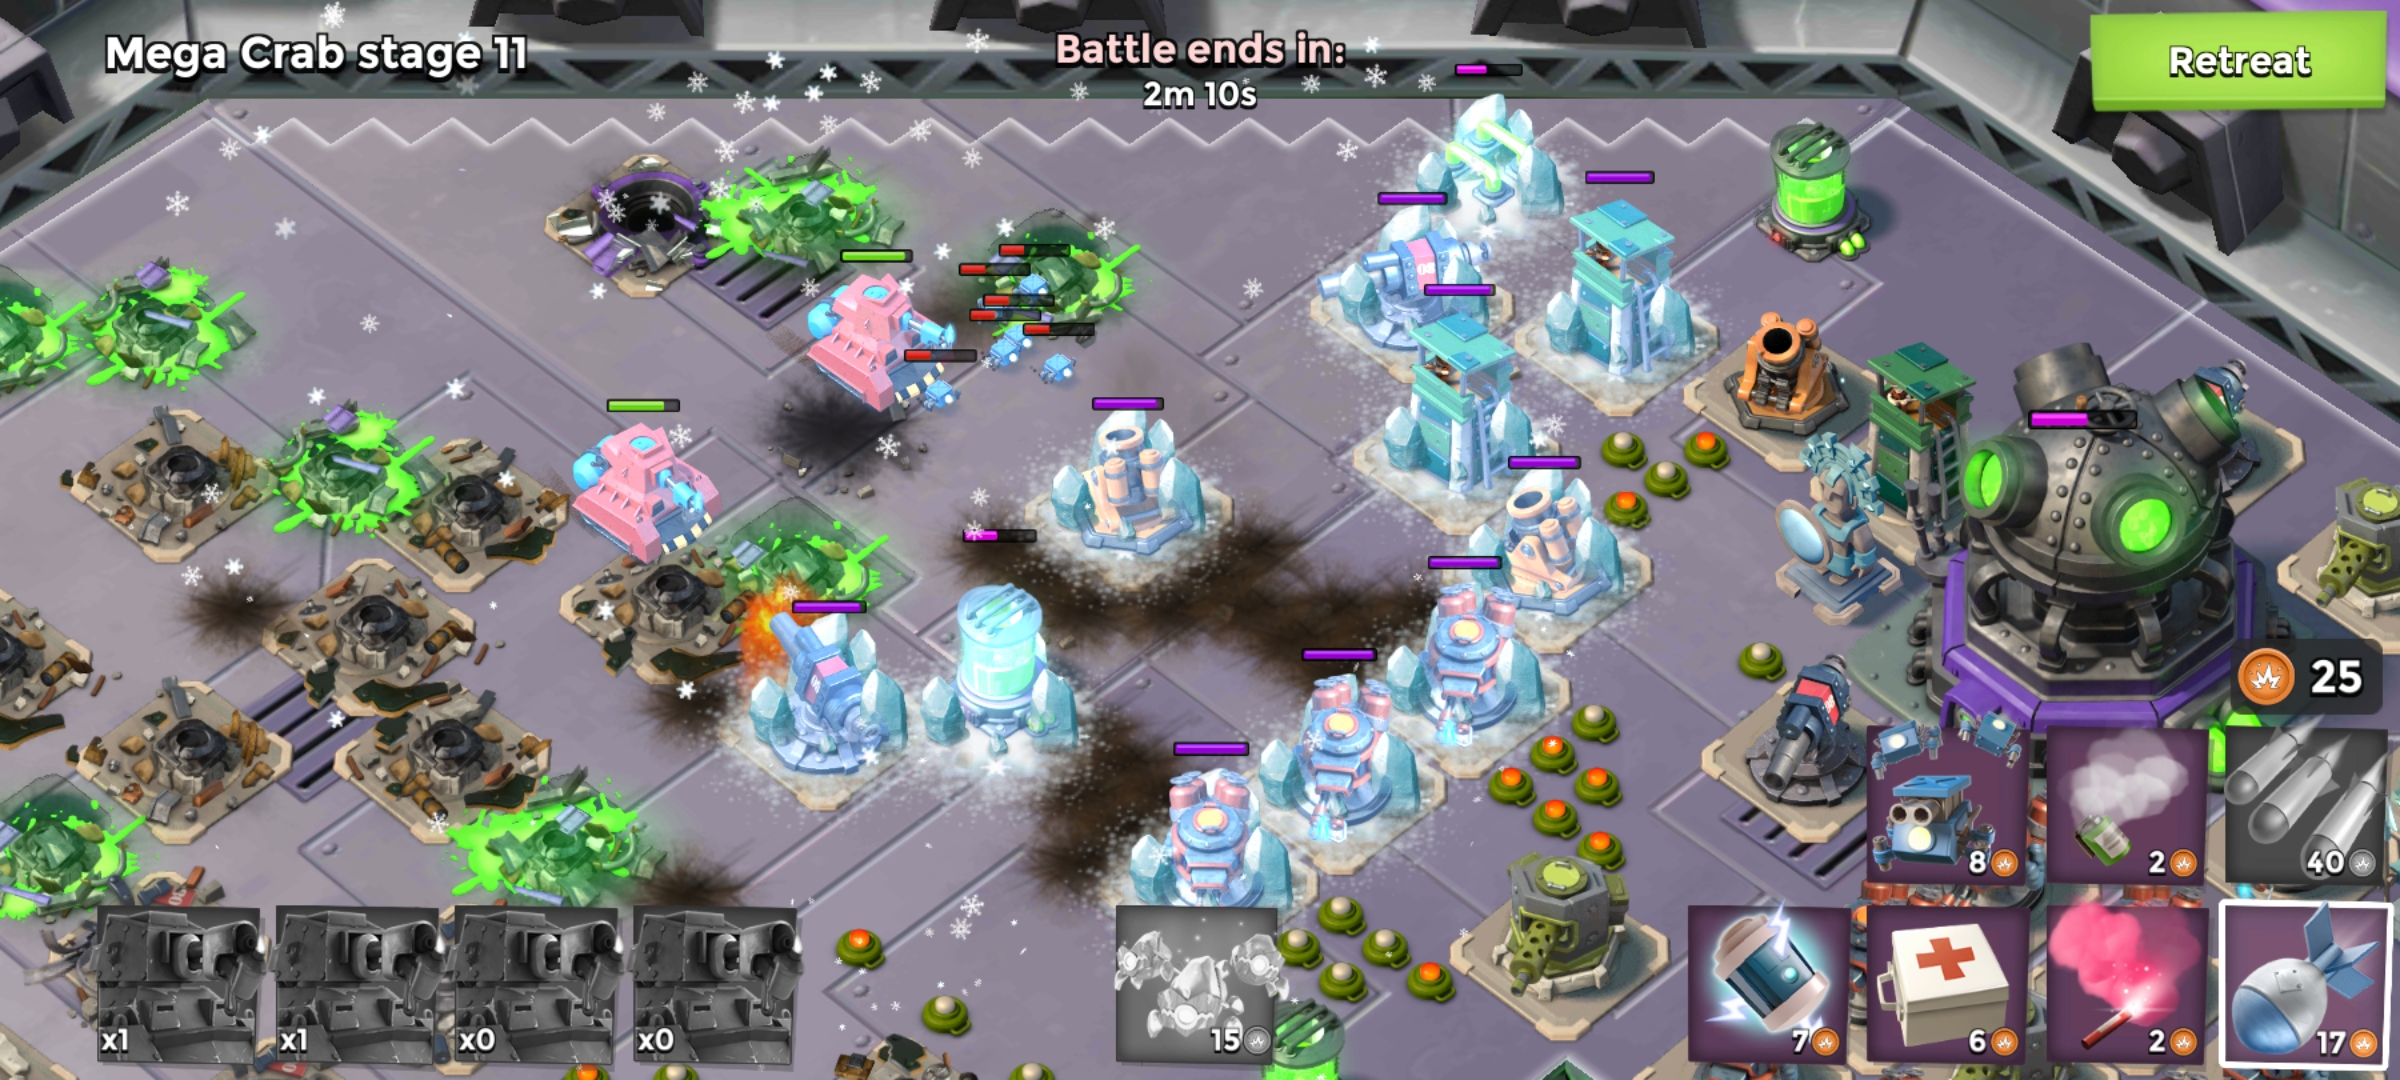 Mega Crab stage 11
Battle ends in:
2m 10s
Retreat
25
8
2
40
x1
x1
x0
x0
15
7
6
2
17